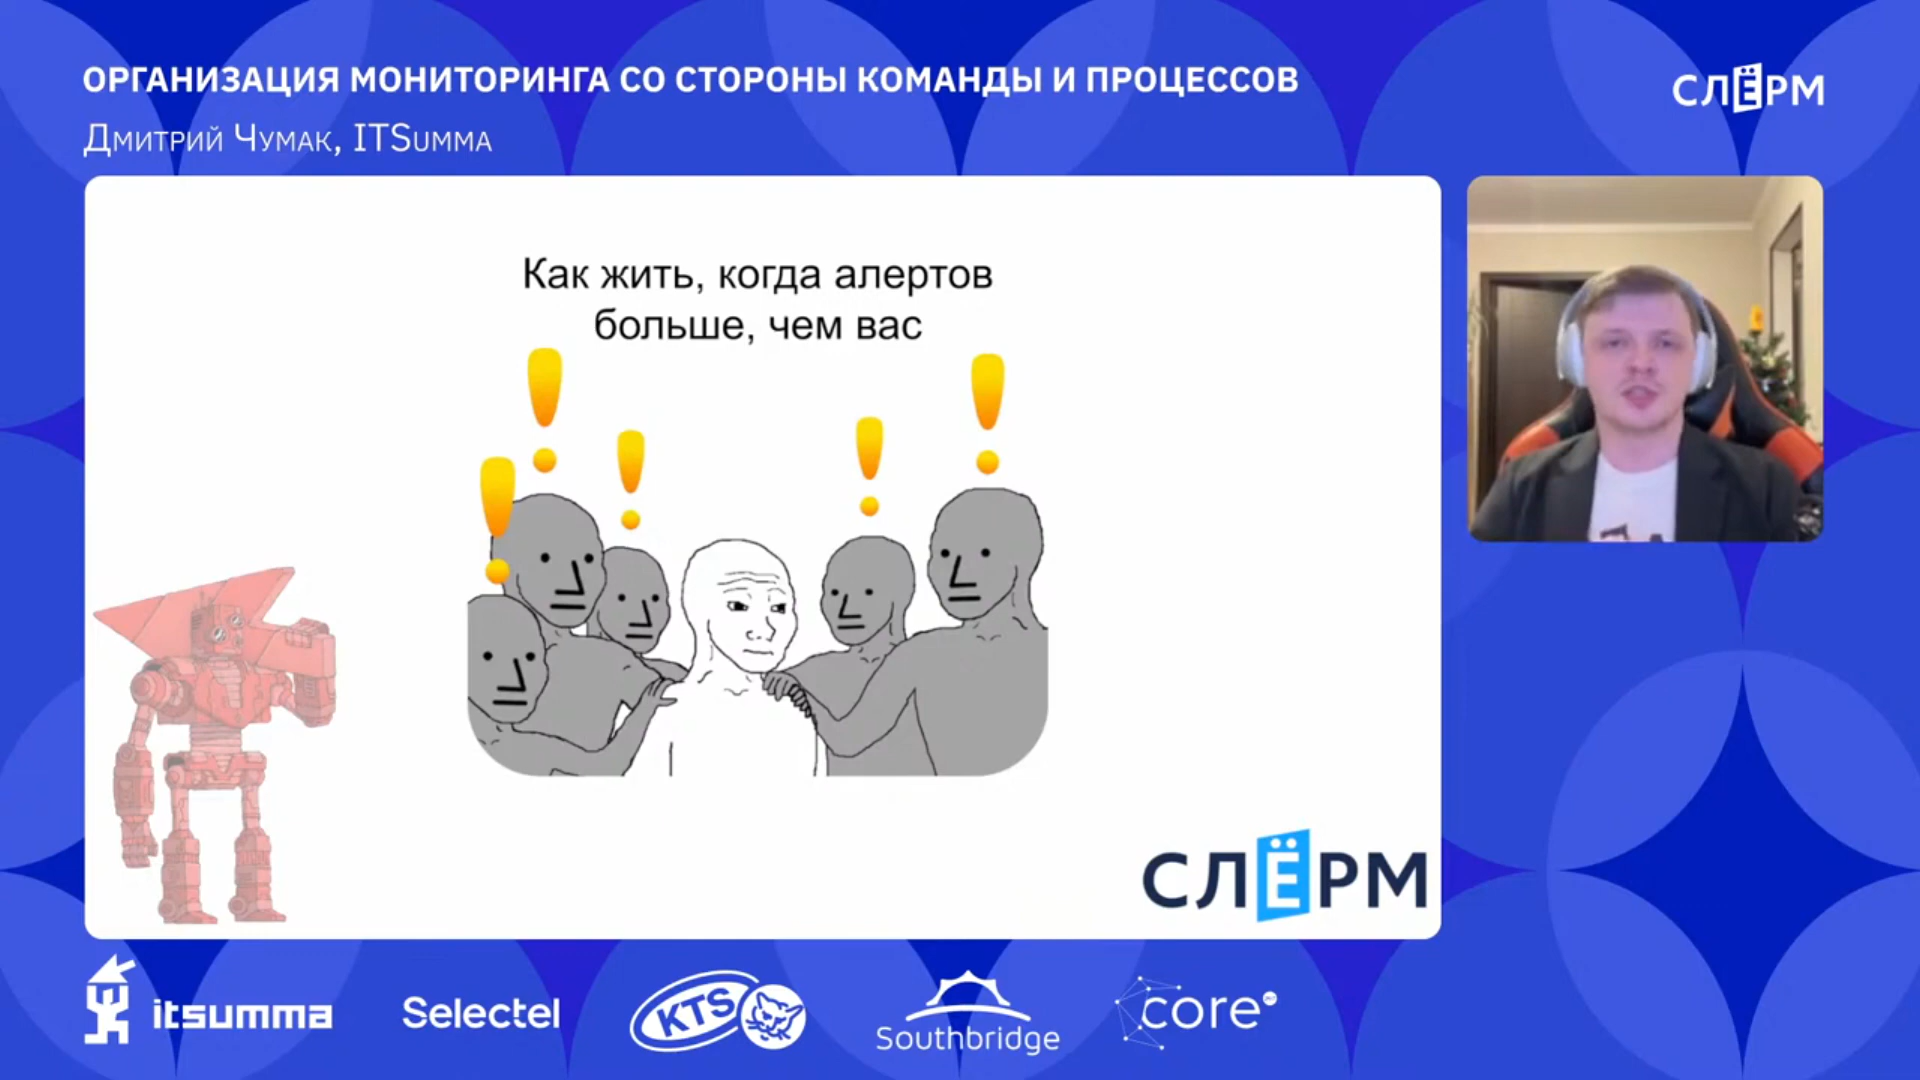 ОРГАНИЗАЦИЯ МОНИТОРИНГА СО СТОРОНЫ КОМАНДЫ И ПРОЦЕССОВ
СЛЁРМ
Дмитрий Чумак, ITSumma
Как жить, когда алертов
больше, чем вас
СЛЁРМ
itsumma
Selectel
KTS
Southbridge
core